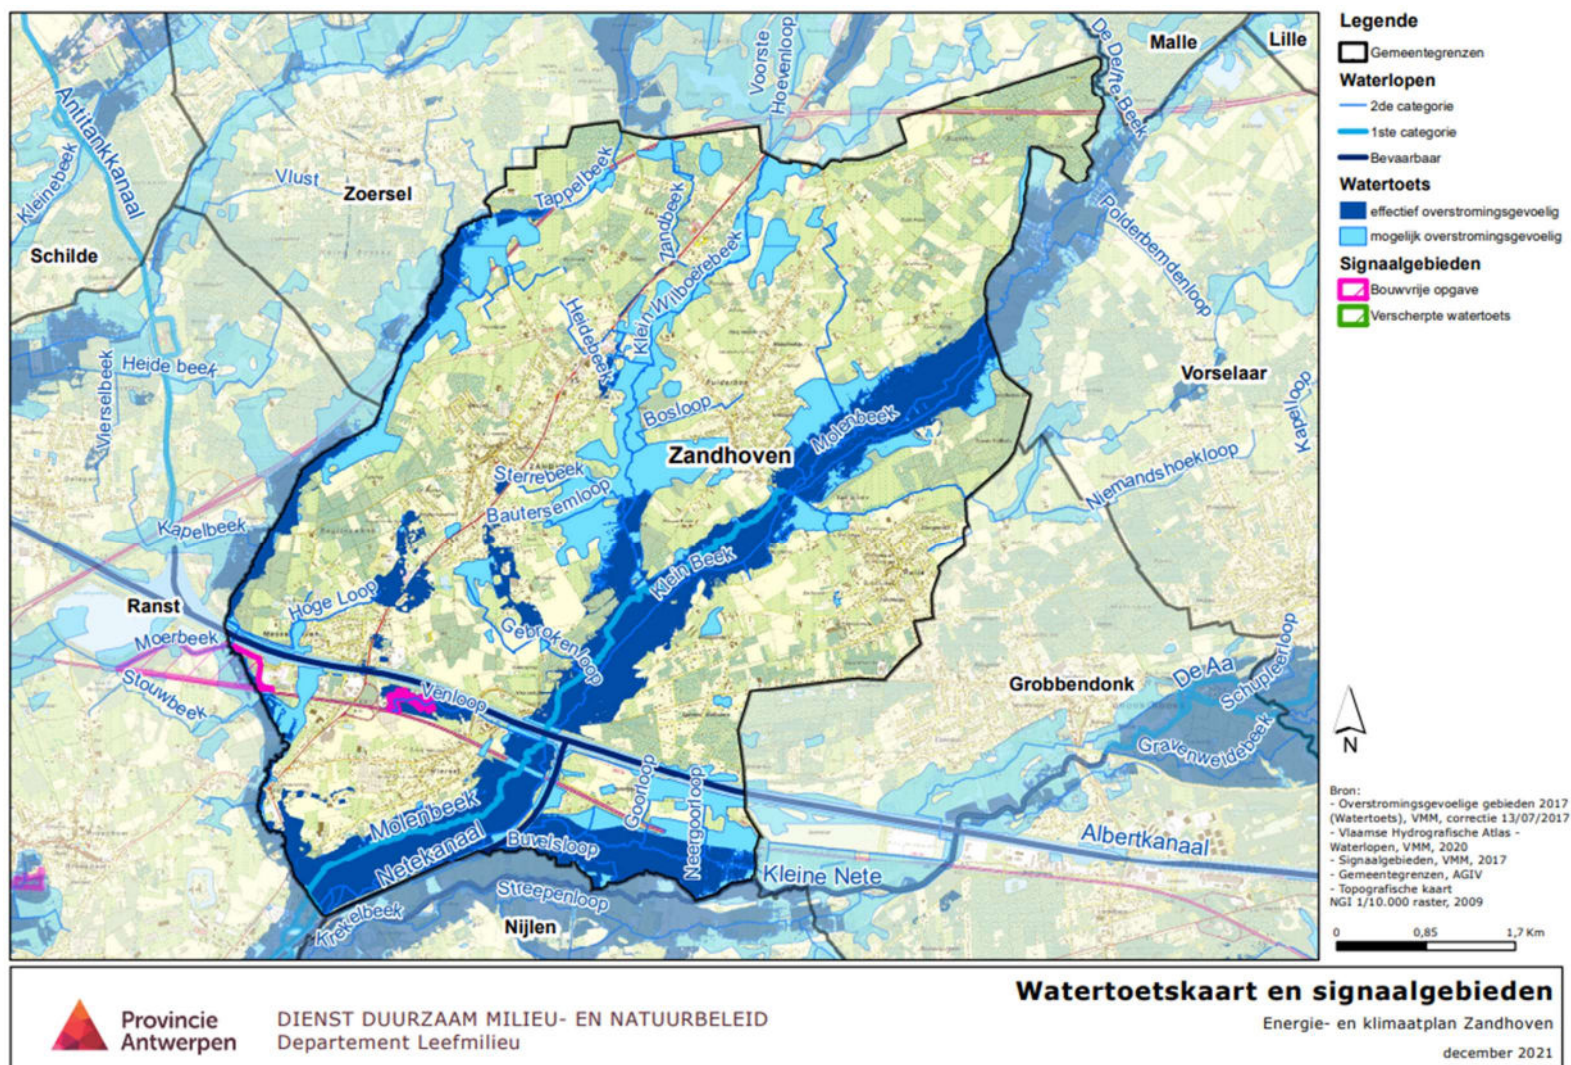 Antitankkanaal
Kleinebeek
Vlust
Zoersel
Schilde
Voorste
Hoevenloop
De Delfte Beek
Malle
Lille
Tappelbeek
Zandbeek
Klein Wilboerebeek
Heidebeek
Polderbemdenloop
Heide beek
Vierselbeek
Vorselaar
Kapelloop
Bosloop
Molenbeek
Zandhoven
Sterrebeek
Bautersemloop
Niemandshoekloop
Kapelbeek
Klein Beek
Ranst
Hoge Loop
Gebrokenloop
Moerbeek
Stouwbeek
Venloop
De Aa
Schupleerloop
Grobbendonk
Gravenweidebeek
Molenbeek
Netekanaal
Buvelsloop
Goorloop
Neergoorloop
Albertkanaal
Kleine Nete
Streepenloop
Krekelbeek
Nijlen
Legende
Gemeentegrenzen
Waterlopen
2de categorie
1ste categorie
Bevaarbaar
Watertoets
effectief overstromingsgevoelig
mogelijk overstromingsgevoelig
Signaalgebieden
Bouwvrije opgave
Verscherpte watertoets
N
Bron:
- Overstromingsgevoelige gebieden 2017
(Watertoets), VMM, correctie 13/07/2017
- Vlaamse Hydrografische Atlas -
Waterlopen, VMM, 2020
- Signaalgebieden, VMM, 2017
- Gemeentegrenzen, AGIV
- Topografische kaart
NGI 1/10.000 raster, 2009
0 0,85 1,7 Km
Provincie
Antwerpen
DIENST DUURZAAM MILIEU- EN NATUURBELEID
Departement Leefmilieu
Watertoetskaart en signaalgebieden
Energie- en klimaatplan Zandhoven
december 2021